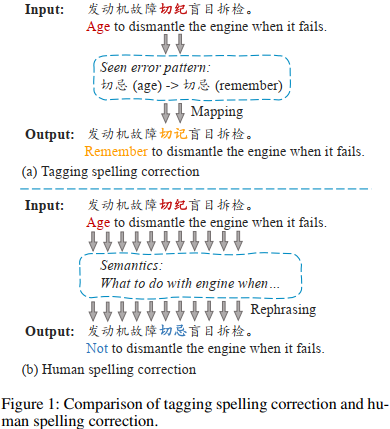 Input: 发动机故障切纪盲目拆检。
Age to dismantle the engine when it fails.
Seen error pattern:
切忌 (age) -> 切忌 (remember)
Mapping
Output: 发动机故障切记盲目拆检。
Remember to dismantle the engine when it fails.
(a) Tagging spelling correction
Input: 发动机故障切纪盲目拆检。
Age to dismantle the engine when it fails.
Semantics:
What to do with engine when...
Rephrasing
Output: 发动机故障切忌盲目拆检。
Not to dismantle the engine when it fails.
(b) Human spelling correction
Figure 1: Comparison of tagging spelling correction and hu-
man spelling correction.